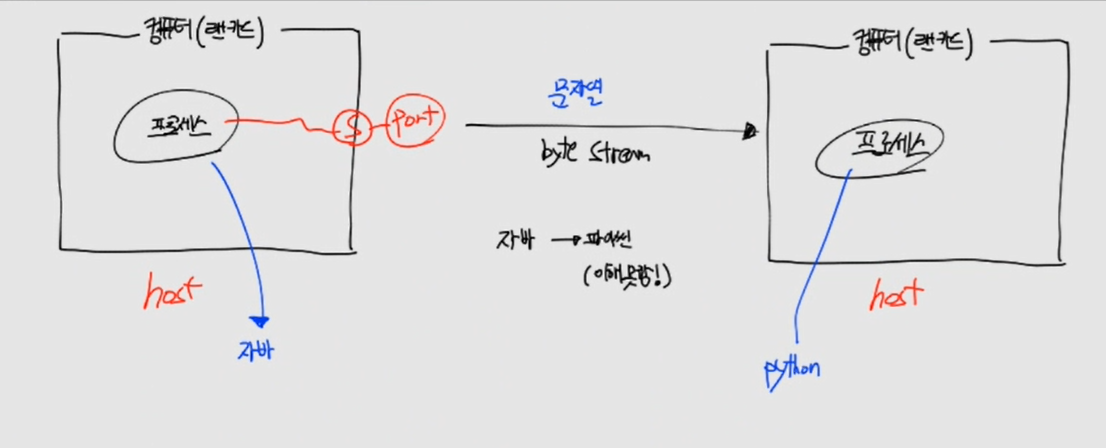 컴퓨터(랜카드)
프로세스
S
Port
host
자바
문자열
byte stream
자바 → 파이썬
(이해못함!)
컴퓨터(랜카드)
프로세스
host
python